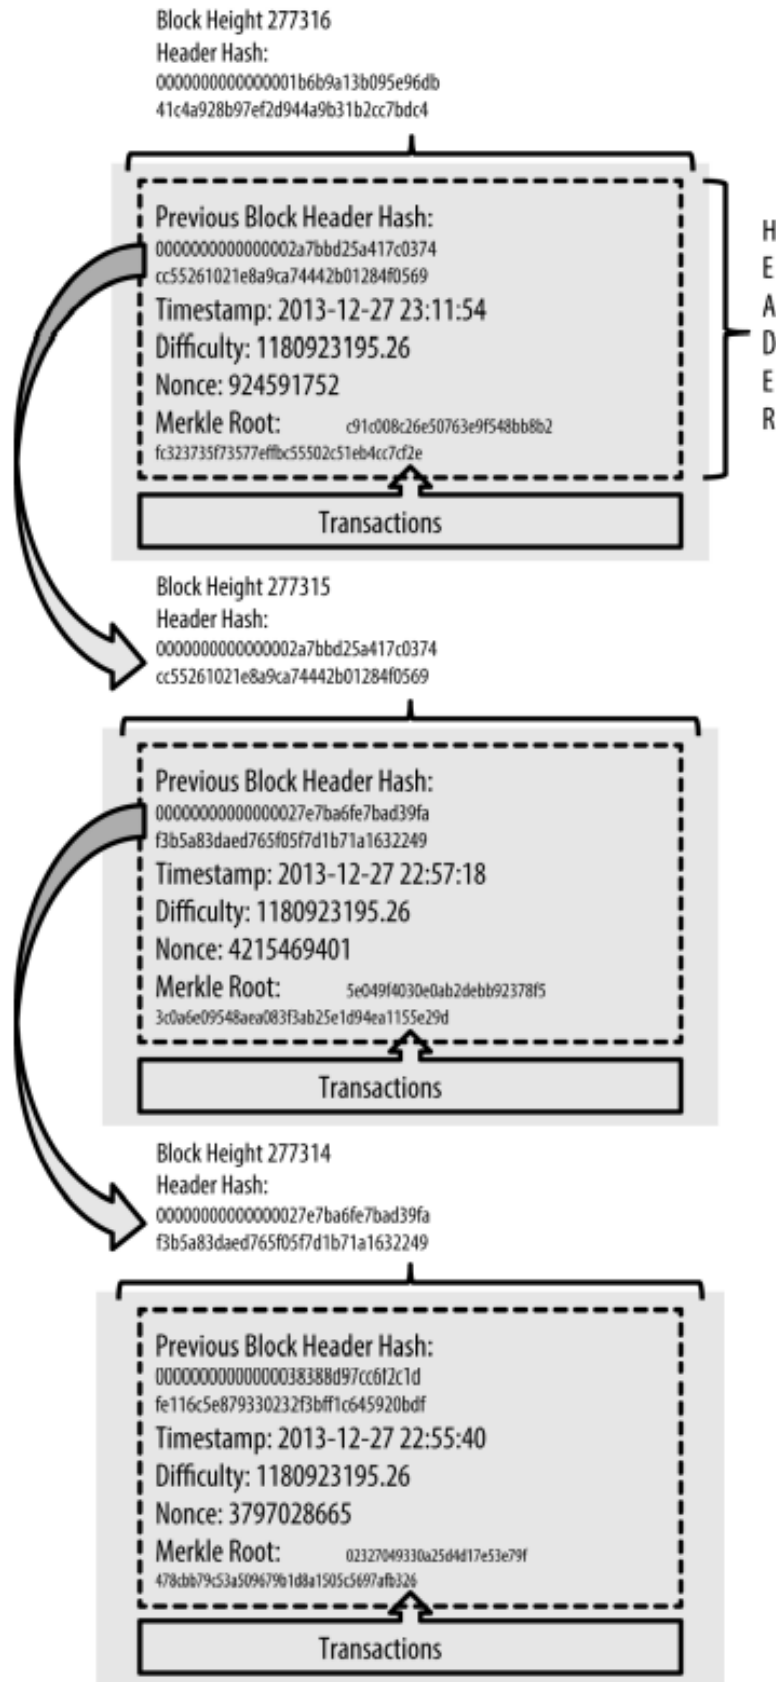 Block Height 277316
Header Hash:
0000000000000001b6b9a13b095e96db
41c4a928b97ef2d944a9b31b2cc7bdc4
Previous Block Header Hash:
0000000000000002a7bbd25a417c0374
cc55261021e8a9ca74442b01284f0569
Timestamp: 2013-12-27 23:11:54
Difficulty: 1180923195.26
Nonce: 924591752
Merkle Root: c91c008c26e50763e9f548bb8b2
fc323735f73577effbc55502c51eb4cc7cf2e
Transactions
HEADER
Block Height 277315
Header Hash:
0000000000000002a7bbd25a417c0374
cc55261021e8a9ca74442b01284f0569
Previous Block Header Hash:
00000000000000027e7ba6fe7bad39fa
f3b5a83daed765f05f7d1b71a1632249
Timestamp: 2013-12-27 22:57:18
Difficulty: 1180923195.26
Nonce: 4215469401
Merkle Root: 5e049f4030e0ab2debb92378f5
3c0a6e09548aea083f3ab25e1d94ea1155e29d
Transactions
Block Height 277314
Header Hash:
00000000000000027e7ba6fe7bad39fa
f3b5a83daed765f05f7d1b71a1632249
Previous Block Header Hash:
00000000000000038388d97cc6f2c1d
fe116c5e879330232f3bff1c645920bdf
Timestamp: 2013-12-27 22:55:40
Difficulty: 1180923195.26
Nonce: 3797028665
Merkle Root: 02327049330a25d4d17e53e79f
478cbb79c53a509679b1d8a1505c5697afb326
Transactions